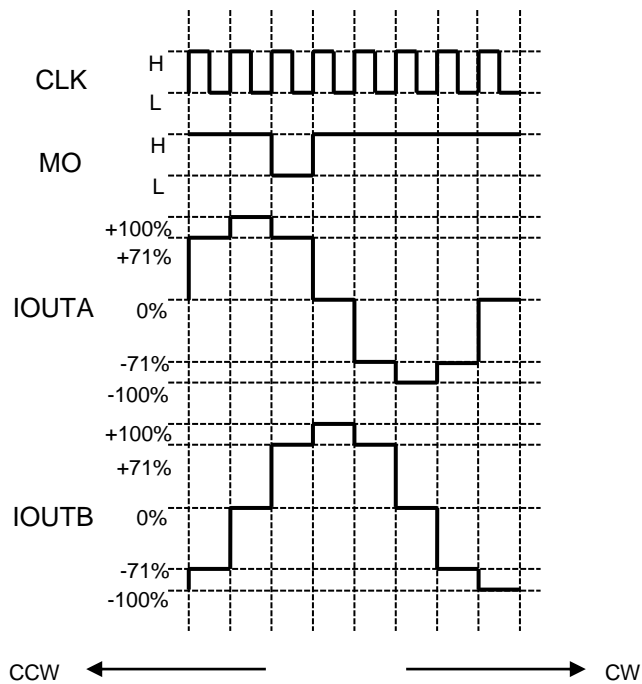 CLK
H
L
MO
H
L
IOUTA
+100%
+71%
0%
-71%
-100%
IOUTB
+100%
+71%
0%
-71%
-100%
CCW
CW